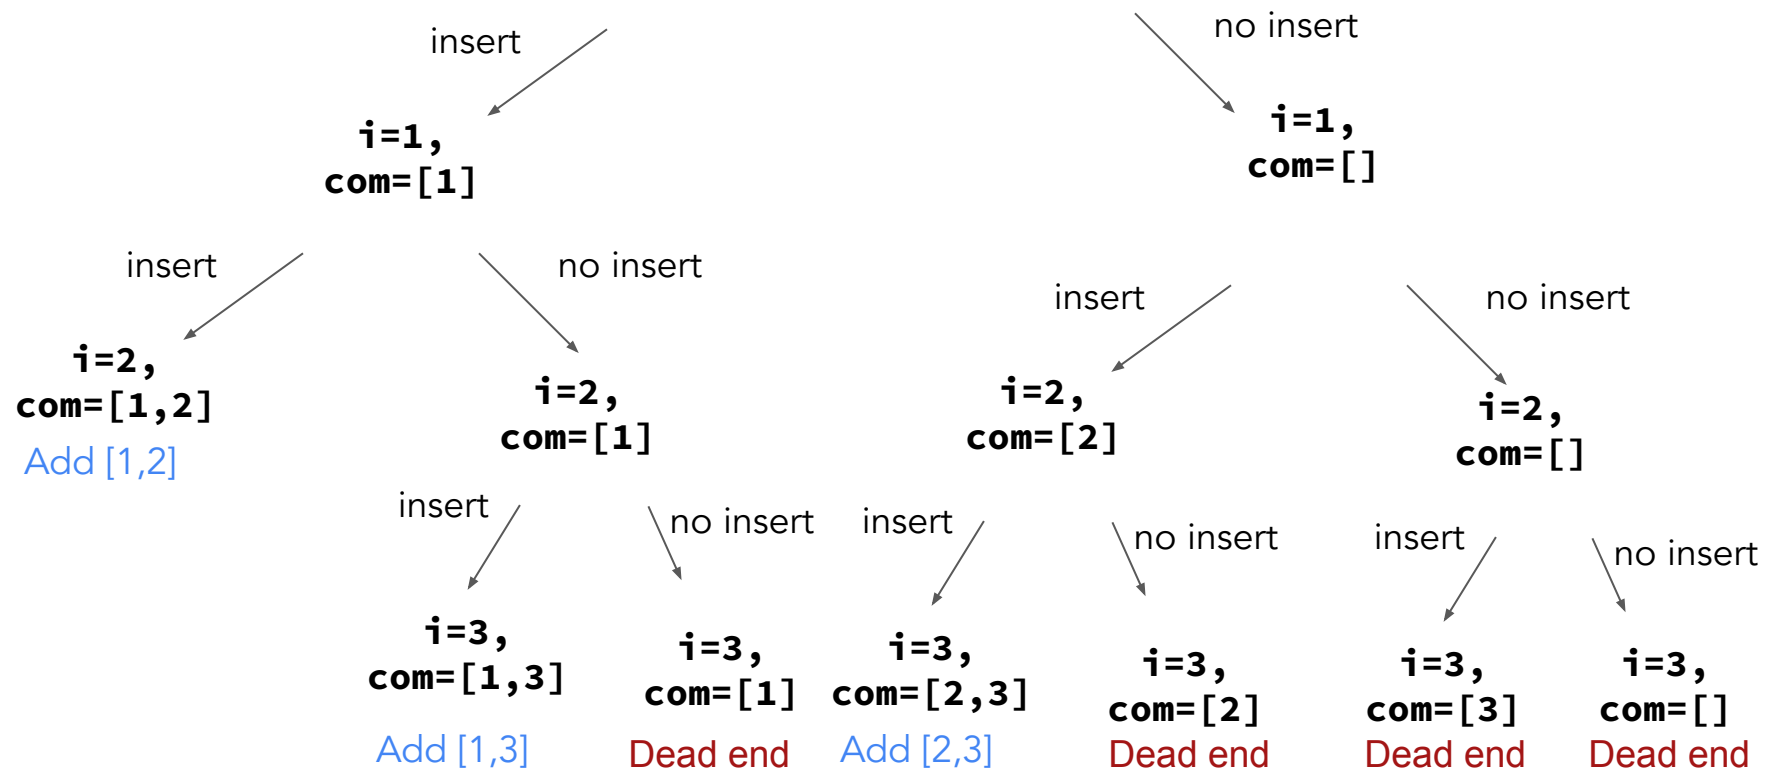 insert
no insert
i=1,
com=[1]
i=1,
com=[]
insert
no insert
insert
no insert
i=2,
com=[1,2]
Add [1,2]
i=2,
com=[1]
i=2,
com=[2]
i=2,
com=[]
insert
no insert
insert
no insert
insert
no insert
i=3,
com=[1,3]
Add [1,3]
i=3,
com=[1]
Dead end
i=3,
com=[2,3]
Add [2,3]
i=3,
com=[2]
Dead end
i=3,
com=[3]
Dead end
i=3,
com=[]
Dead end